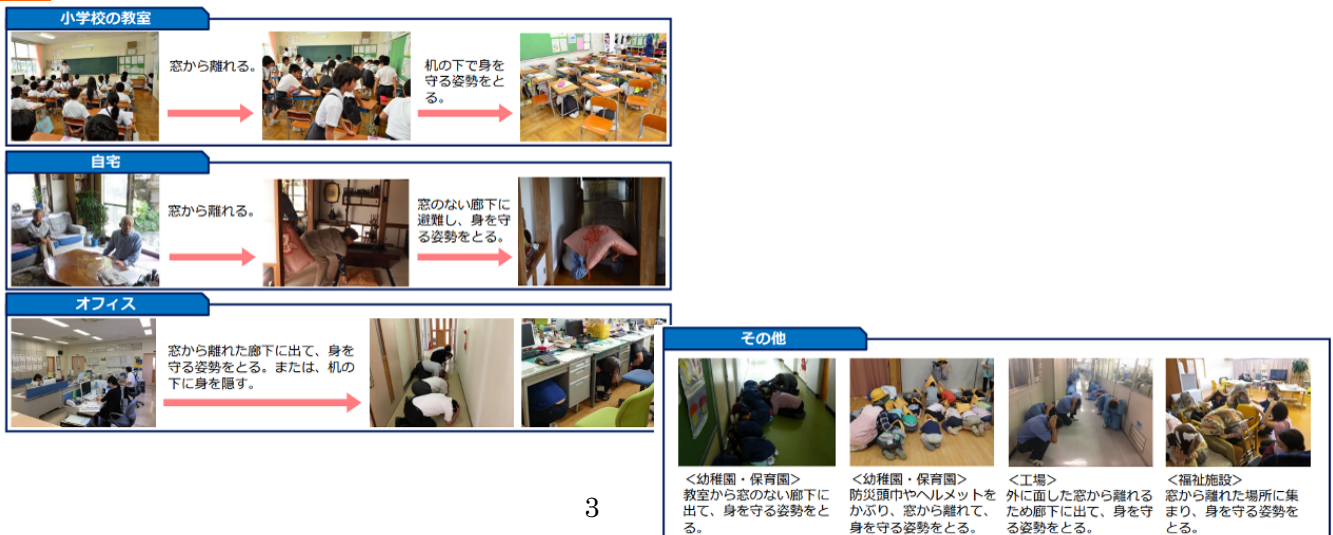 小学校の教室
窓から離れる。
机の下で身を
守る姿勢をと
る。
自宅
窓から離れる。
窓のない廊下に
避難し、身を守
る姿勢をとる。
オフィス
窓から離れた廊下に出て、身を
守る姿勢をとる。または、机の
下に身を隠す。
その他
<幼稚園・保育園>
教室から窓のない廊下に
出て、身を守る姿勢をと
る。
<幼稚園・保育園>
防災頭巾やヘルメットを
かぶり、窓から離れて、
身を守る姿勢をとる。
<工場>
外に面した窓から離れる
ため廊下に出て、身を守
る姿勢をとる。
<福祉施設>
窓から離れた場所に集
まり、身を守る姿勢を
とる。
3